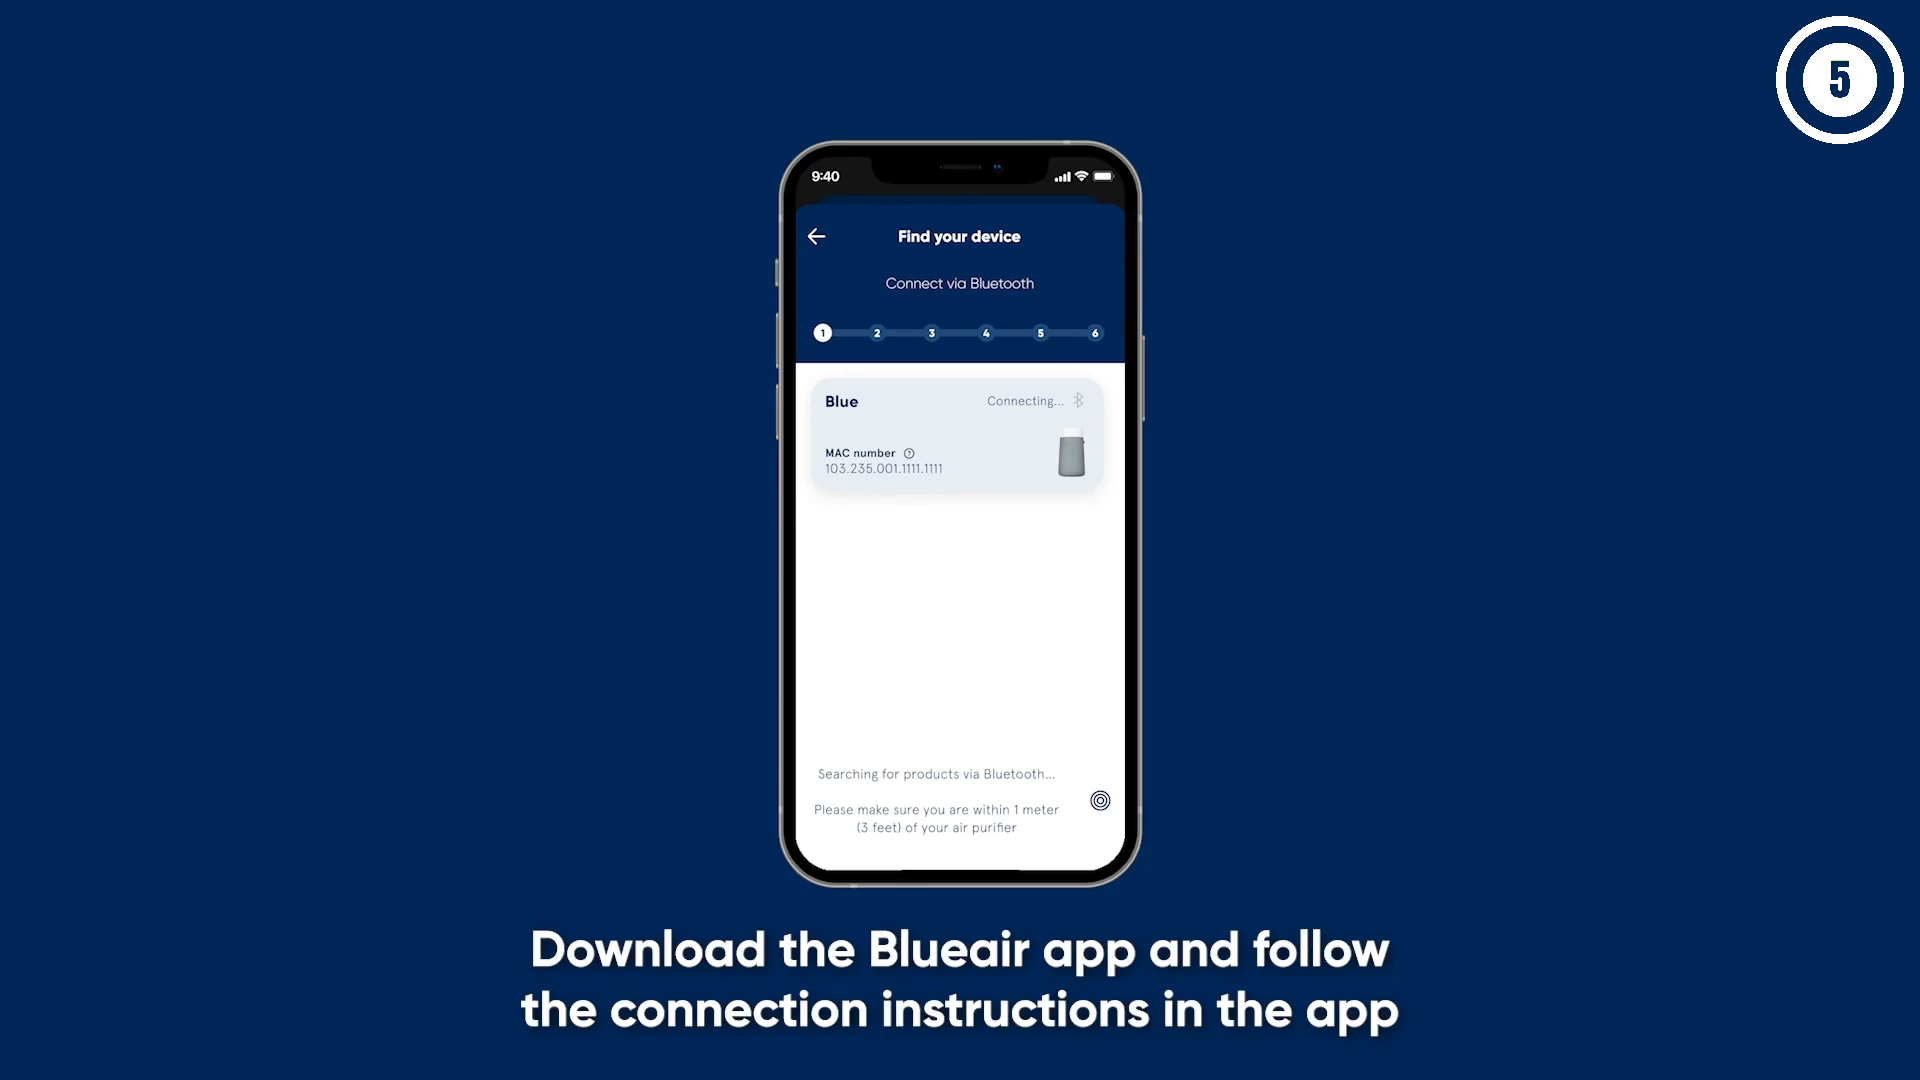 5
9:40
Find your device
Connect via Bluetooth
1 2 3 4 5 6
Blue
Connecting...
MAC number ?
103.235.001.1111.1111
Searching for products via Bluetooth...
Please make sure you are within 1 meter
(3 feet) of your air purifier
Download the Blueair app and follow
the connection instructions in the app